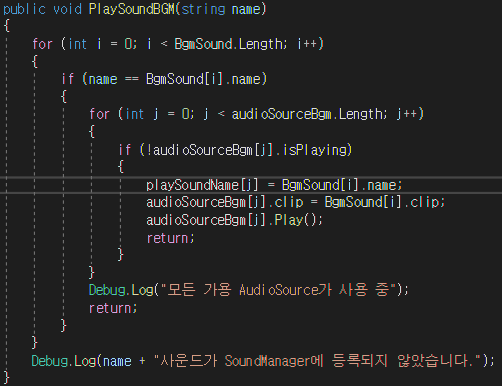 public void PlaySoundBGM(string name)
{
for (int i = 0; i < BgmSound.Length; i++)
{
if (name == BgmSound[i].name)
{
for (int j = 0; j < audioSourceBgm.Length; j++)
{
if (!audioSourceBgm[j].isPlaying)
{
playSoundName[j] = BgmSound[i].name;
audioSourceBgm[j].clip = BgmSound[i].clip;
audioSourceBgm[j].Play();
return;
}
}
Debug.Log("모든 가용 AudioSource가 사용 중");
return;
}
}
Debug.Log(name + "사운드가 SoundManager에 등록되지 않았습니다.");
}